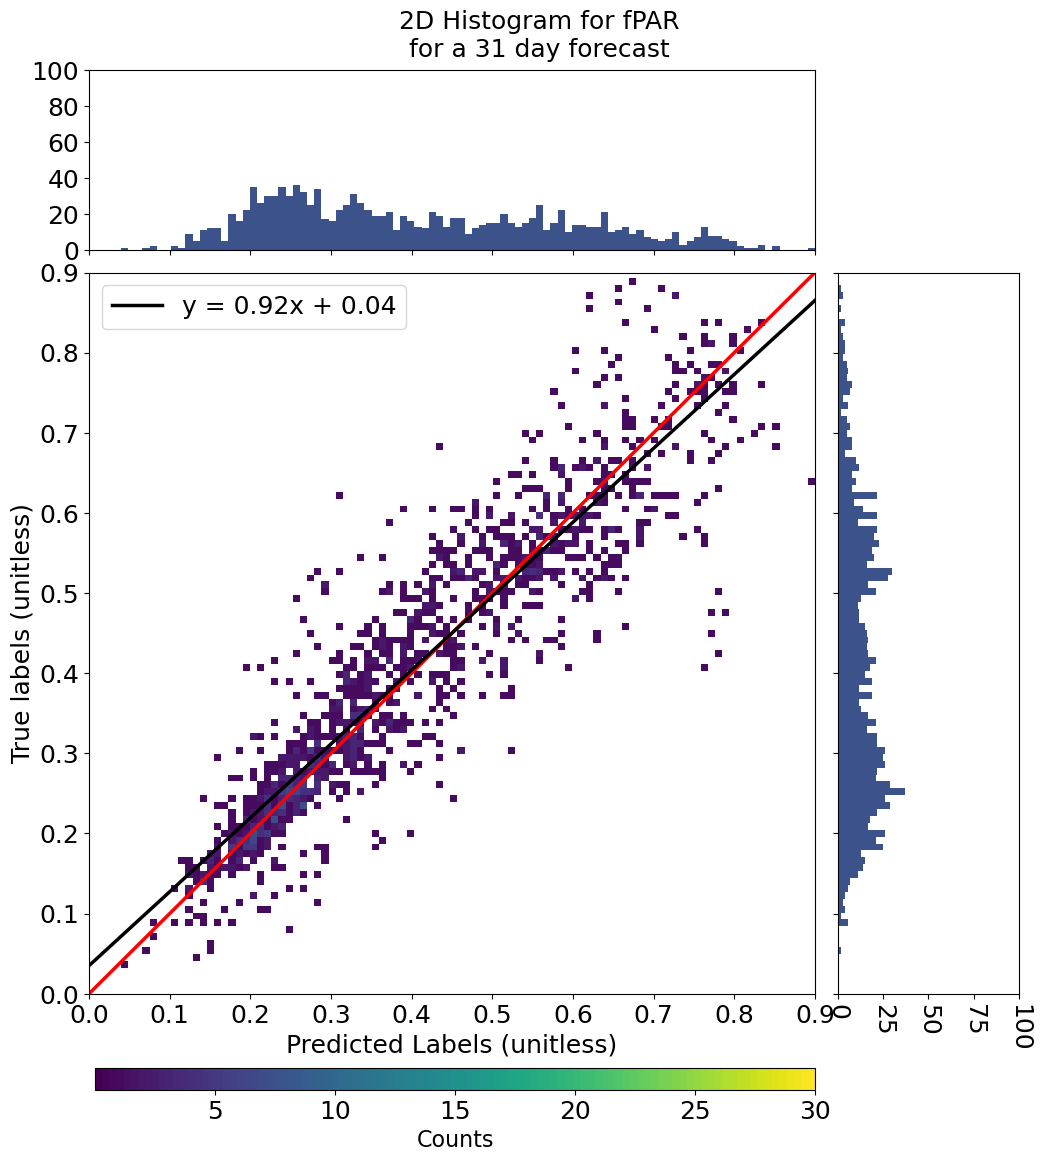 2D Histogram for fPAR
for a 31 day forecast
100
80
60
40
20
0
0.9
0.8
0.7
0.6
0.5
0.4
0.3
0.2
0.1
0.0
True labels (unitless)
y = 0.92x + 0.04
0.0 0.1 0.2 0.3 0.4 0.5 0.6 0.7 0.8 0.9
Predicted Labels (unitless)
0 25 50 75 100
5 10 15 20 25 30
Counts